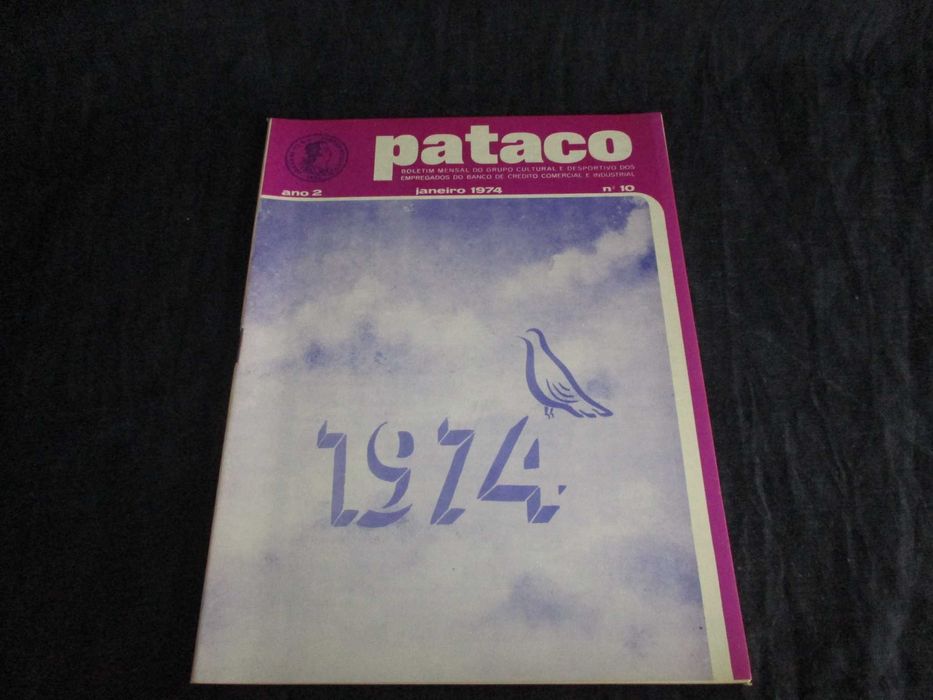 pataco
BOLETIM MENSAL DO GRUPO CULTURAL E DESPORTIVO DOS
EMPREGADOS DO BANCO DE CREDITO COMERCIAL E INDUSTRIAL
ano 2 janeiro 1974 nº 10
1974